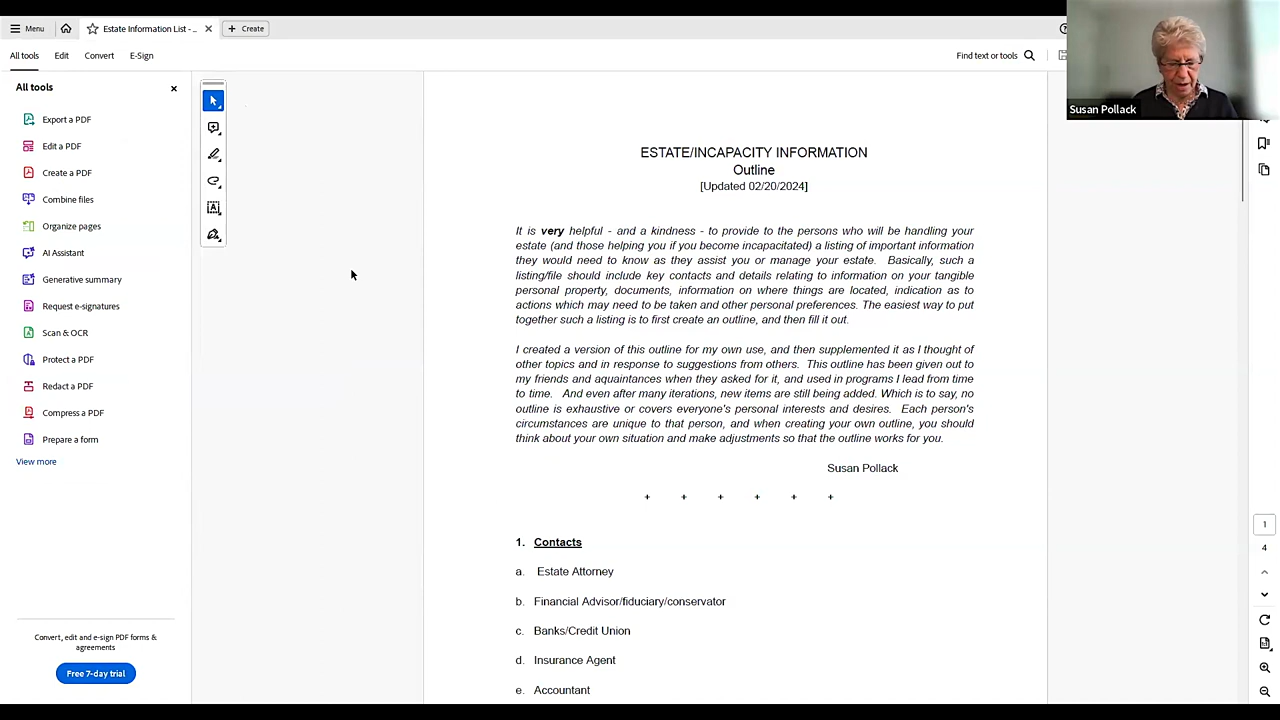 Menu
Estate Information List - ...
Create
All tools
Edit
Convert
E-Sign
Find text or tools
Susan Pollack
All tools
Export a PDF
Edit a PDF
Create a PDF
Combine files
Organize pages
AI Assistant
Generative summary
Request e-signatures
Scan & OCR
Protect a PDF
Redact a PDF
Compress a PDF
Prepare a form
View more
Convert, edit and e-sign PDF forms &
agreements
Free 7-day trial
ESTATE/INCAPACITY INFORMATION
Outline
[Updated 02/20/2024]
It is very helpful - and a kindness - to provide to the persons who will be handling your
estate (and those helping you if you become incapacitated) a listing of important information
they would need to know as they assist you or manage your estate. Basically, such a
listing/file should include key contacts and details relating to information on your tangible
personal property, documents, information on where things are located, indication as to
actions which may need to be taken and other personal preferences. The easiest way to put
together such a listing is to first create an outline, and then fill it out.
I created a version of this outline for my own use, and then supplemented it as I thought of
other topics and in response to suggestions from others. This outline has been given out to
my friends and aquaintances when they asked for it, and used in programs I lead from time
to time. And even after many iterations, new items are still being added. Which is to say, no
outline is exhaustive or covers everyone's personal interests and desires. Each person's
circumstances are unique to that person, and when creating your own outline, you should
think about your own situation and make adjustments so that the outline works for you.
Susan Pollack
+ + + + + +
1. Contacts
a. Estate Attorney
b. Financial Advisor/fiduciary/conservator
c. Banks/Credit Union
d. Insurance Agent
e. Accountant
1
4